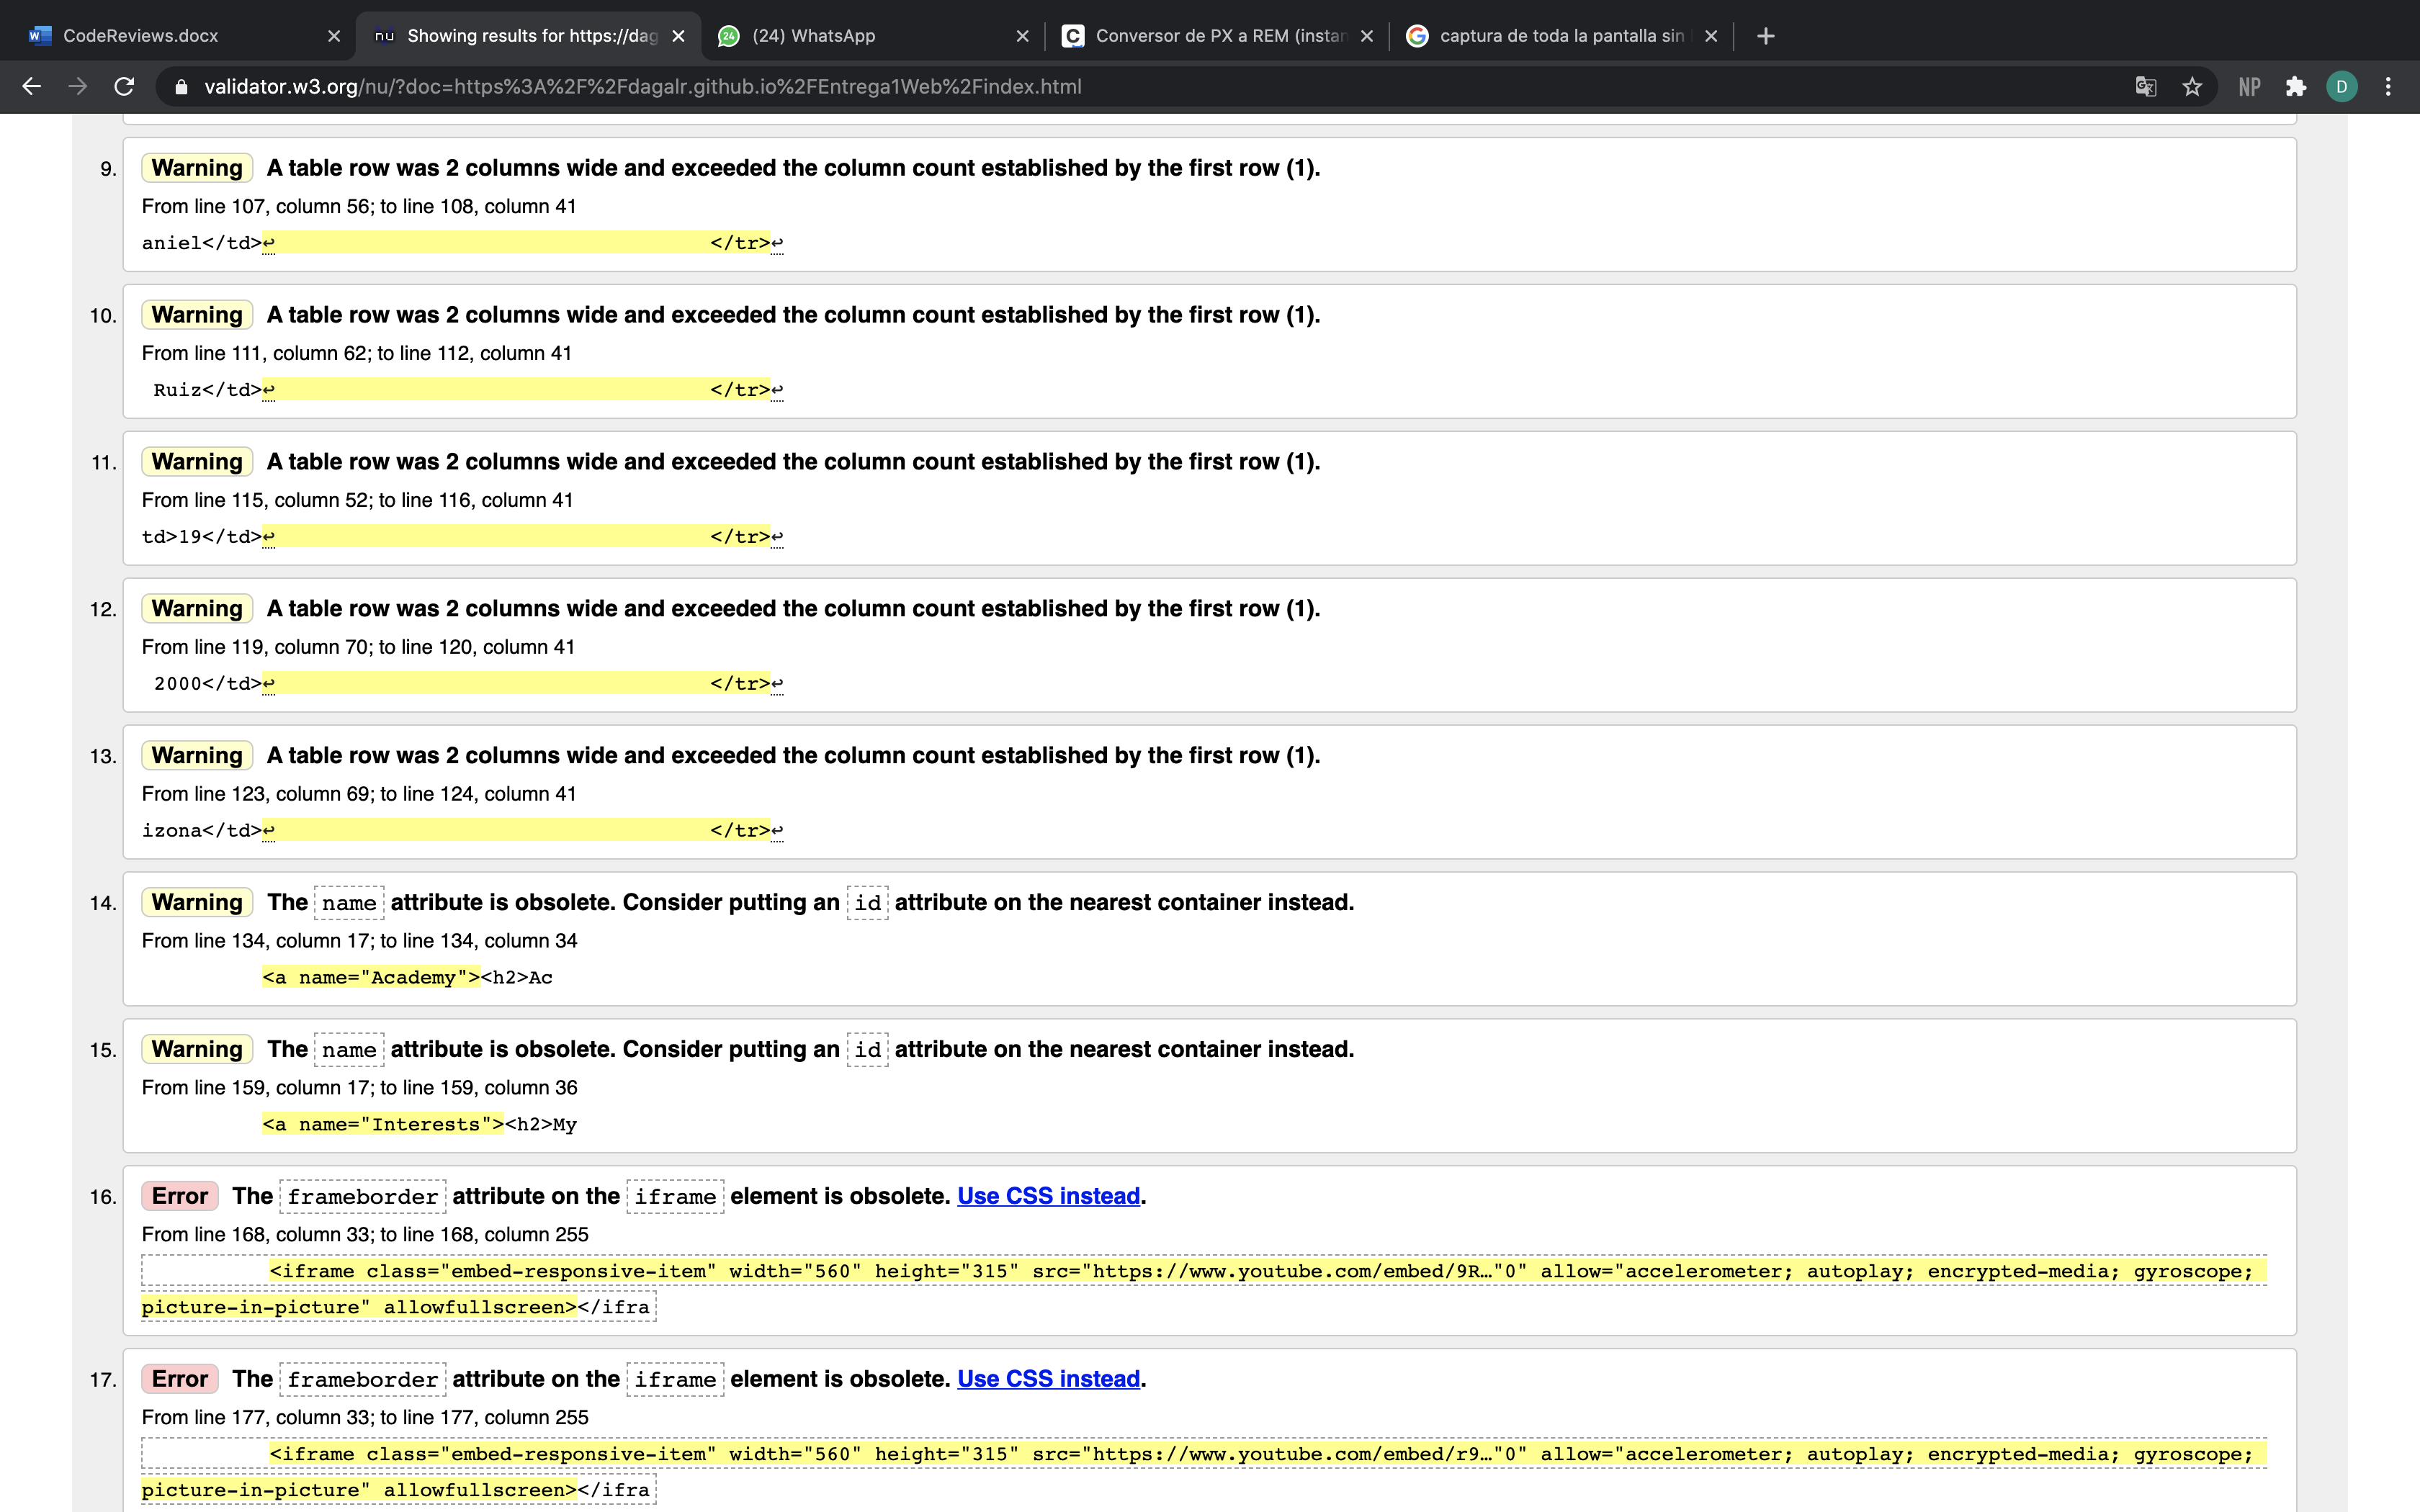 CodeReviews.docx
Showing results for https://dag
(24) WhatsApp
Conversor de PX a REM (instan
captura de toda la pantalla sin
validator.w3.org/nu/?doc=https%3A%2F%2Fdagalr.github.io%2FEntrega1Web%2Findex.html
NP
D
9. Warning A table row was 2 columns wide and exceeded the column count established by the first row (1).
From line 107, column 56; to line 108, column 41
aniel</td>↩ </tr>↩
10. Warning A table row was 2 columns wide and exceeded the column count established by the first row (1).
From line 111, column 62; to line 112, column 41
Ruiz</td>↩ </tr>↩
11. Warning A table row was 2 columns wide and exceeded the column count established by the first row (1).
From line 115, column 52; to line 116, column 41
td>19</td>↩ </tr>↩
12. Warning A table row was 2 columns wide and exceeded the column count established by the first row (1).
From line 119, column 70; to line 120, column 41
2000</td>↩ </tr>↩
13. Warning A table row was 2 columns wide and exceeded the column count established by the first row (1).
From line 123, column 69; to line 124, column 41
izona</td>↩ </tr>↩
14. Warning The name attribute is obsolete. Consider putting an id attribute on the nearest container instead.
From line 134, column 17; to line 134, column 34
<a name="Academy"><h2>Ac
15. Warning The name attribute is obsolete. Consider putting an id attribute on the nearest container instead.
From line 159, column 17; to line 159, column 36
<a name="Interests"><h2>My
16. Error The frameborder attribute on the iframe element is obsolete. Use CSS instead.
From line 168, column 33; to line 168, column 255
<iframe class="embed-responsive-item" width="560" height="315" src="https://www.youtube.com/embed/9R…"0" allow="accelerometer; autoplay; encrypted-media; gyroscope;
picture-in-picture" allowfullscreen></ifra
17. Error The frameborder attribute on the iframe element is obsolete. Use CSS instead.
From line 177, column 33; to line 177, column 255
<iframe class="embed-responsive-item" width="560" height="315" src="https://www.youtube.com/embed/r9…"0" allow="accelerometer; autoplay; encrypted-media; gyroscope;
picture-in-picture" allowfullscreen></ifra